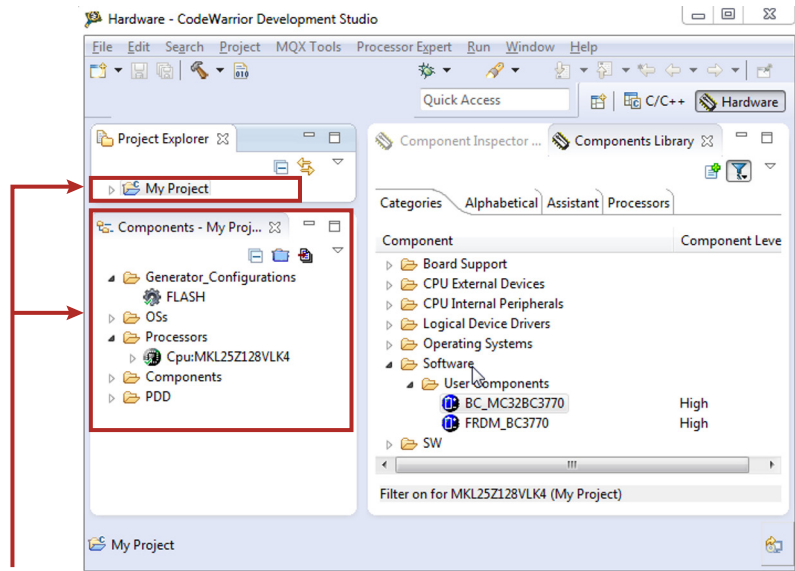 Hardware - CodeWarrior Development Studio
File Edit Search Project MQX Tools Processor Expert Run Window Help
010
Quick Access
C/C++
Hardware
Project Explorer
My Project
Components - My Proj...
Generator_Configurations
FLASH
OSs
Processors
Cpu:MKL25Z128VLK4
Components
PDD
Component Inspector ...
Components Library
Categories Alphabetical Assistant Processors
Component Component Leve
Board Support
CPU External Devices
CPU Internal Peripherals
Logical Device Drivers
Operating Systems
Software
User Components
BC_MC32BC3770 High
FRDM_BC3770 High
SW
Filter on for MKL25Z128VLK4 (My Project)
My Project